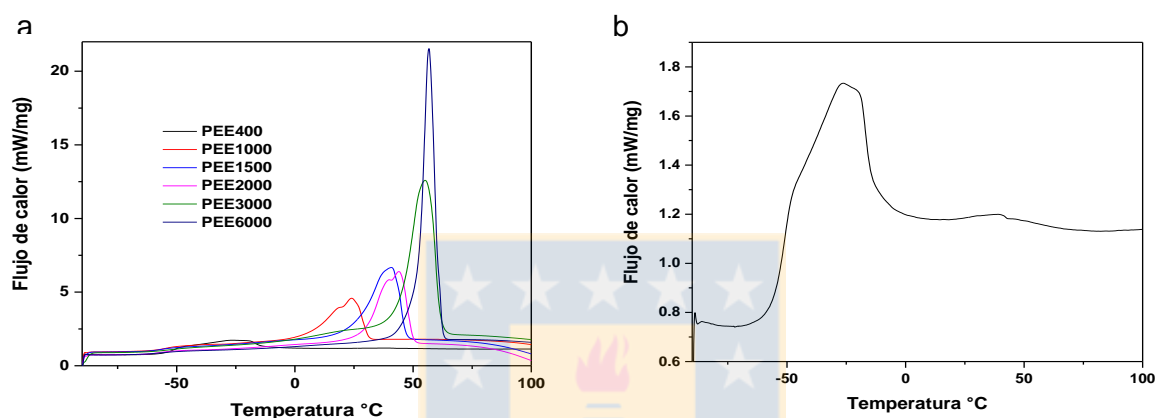 a
Flujo de calor (mW/mg)
20
15
10
5
0
PEE400
PEE1000
PEE1500
PEE2000
PEE3000
PEE6000
-50
0
50
100
Temperatura °C
b
Flujo de calor (mW/mg)
1.8
1.6
1.4
1.2
1.0
0.8
0.6
-50
0
50
100
Temperatura °C